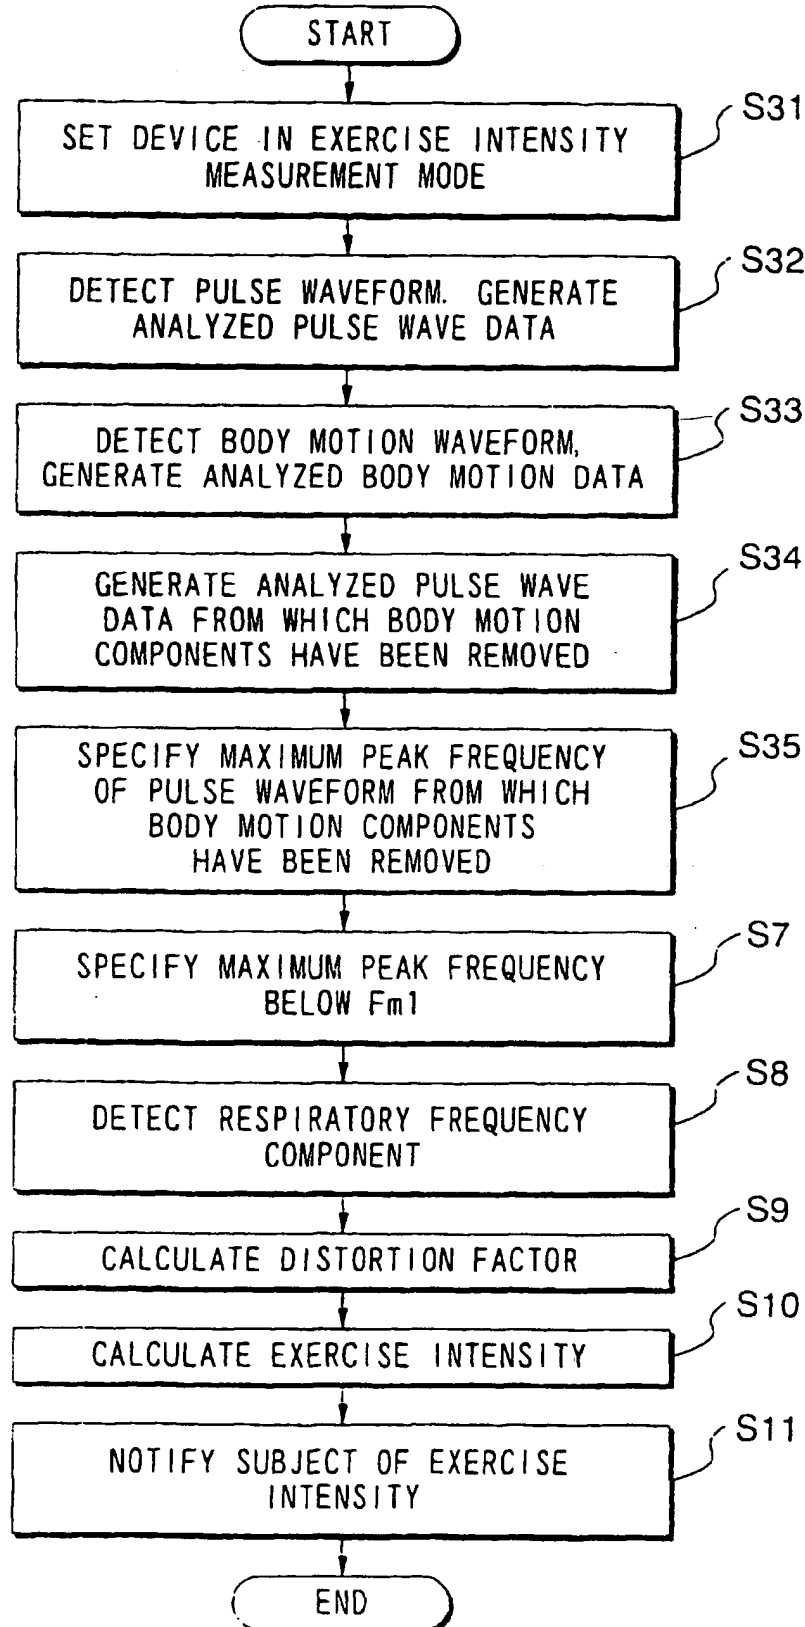 START
S31
SET DEVICE IN EXERCISE INTENSITY
MEASUREMENT MODE
S32
DETECT PULSE WAVEFORM. GENERATE
ANALYZED PULSE WAVE DATA
S33
DETECT BODY MOTION WAVEFORM,
GENERATE ANALYZED BODY MOTION DATA
S34
GENERATE ANALYZED PULSE WAVE
DATA FROM WHICH BODY MOTION
COMPONENTS HAVE BEEN REMOVED
S35
SPECIFY MAXIMUM PEAK FREQUENCY
OF PULSE WAVEFORM FROM WHICH
BODY MOTION COMPONENTS
HAVE BEEN REMOVED
S7
SPECIFY MAXIMUM PEAK FREQUENCY
BELOW Fm1
S8
DETECT RESPIRATORY FREQUENCY
COMPONENT
S9
CALCULATE DISTORTION FACTOR
S10
CALCULATE EXERCISE INTENSITY
S11
NOTIFY SUBJECT OF EXERCISE
INTENSITY
END